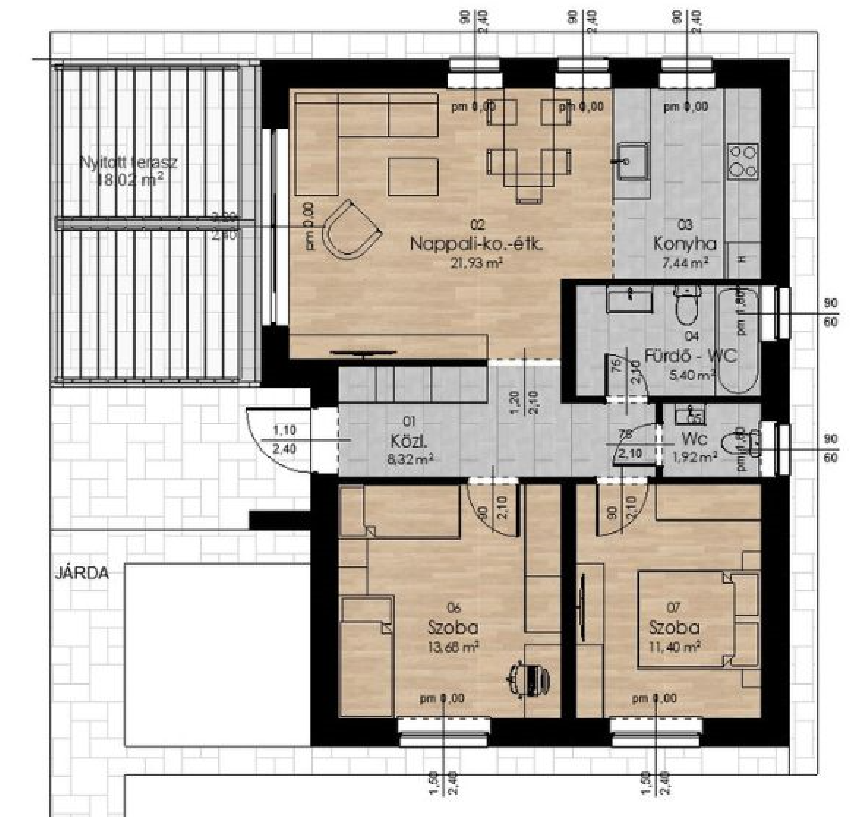 90
2,40
90
2,40
90
2,40
pm 0,00
pm 0,00
pm 0,00
Nyitott terasz
18.02 m²
2,40
pm 0,00
02
Nappali-ko.-étk.
21,93 m²
03
Konyha
7,44 m²
H
pm 1,80
90
60
04
Fürdő - WC
5,40 m²
76
2,10
1,20
2,10
01
Közl.
8,32 m²
1,10
2,40
76
2,10
05
Wc
1,92 m²
pm 1,80
90
60
90
2,10
90
2,10
JÁRDA
06
Szoba
13,68 m²
07
Szoba
11,40 m²
pm 0,00
pm 0,00
1,50
2,40
1,50
2,40